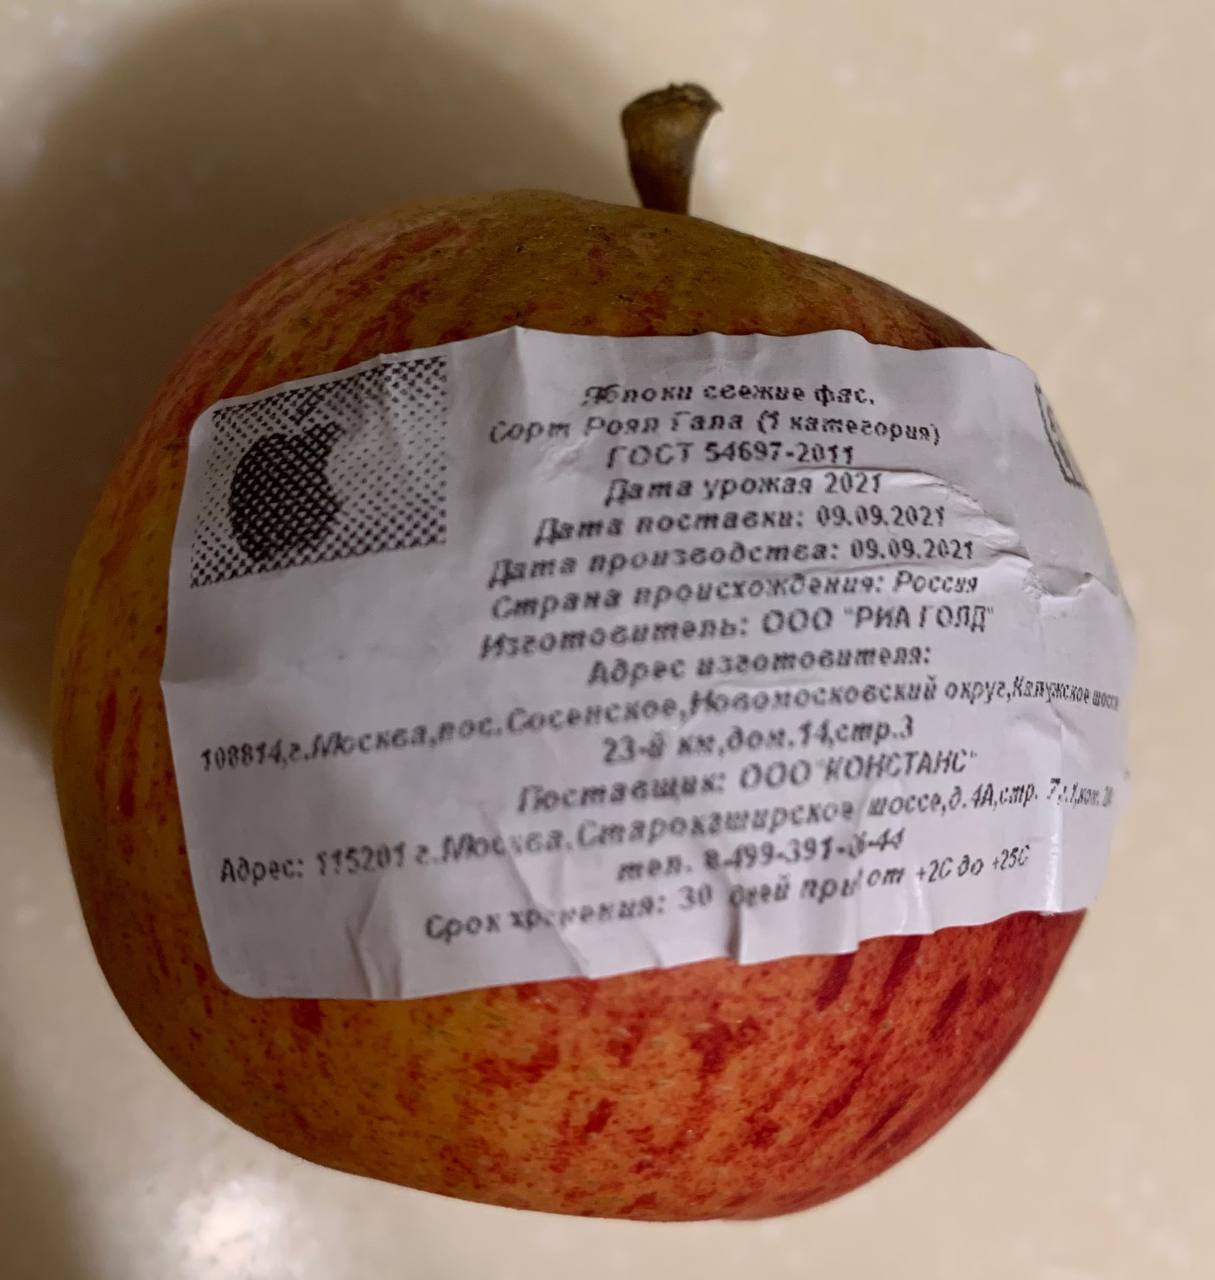 Яблоки свежие фас.
Сорт Роял Гала (1 категория)
ГОСТ 54697-2011
Дата урожая 2021
Дата поставки: 09.09.2021
Дата производства: 09.09.2021
Страна происхождения: Россия
Изготовитель: ООО "РИА ГОЛД"
Адрес изготовителя:
108814,г.Москва,пос.Сосенское,Новомосковский округ,Калужское шоссе
23-й км,дом.14,стр.3
Поставщик: ООО"КОНСТАНС"
Адрес: 115201 г.Москва,Старокаширское шоссе,д.4А,стр.
тел.
Срок хранения: 30 дней при от +2С до +25С